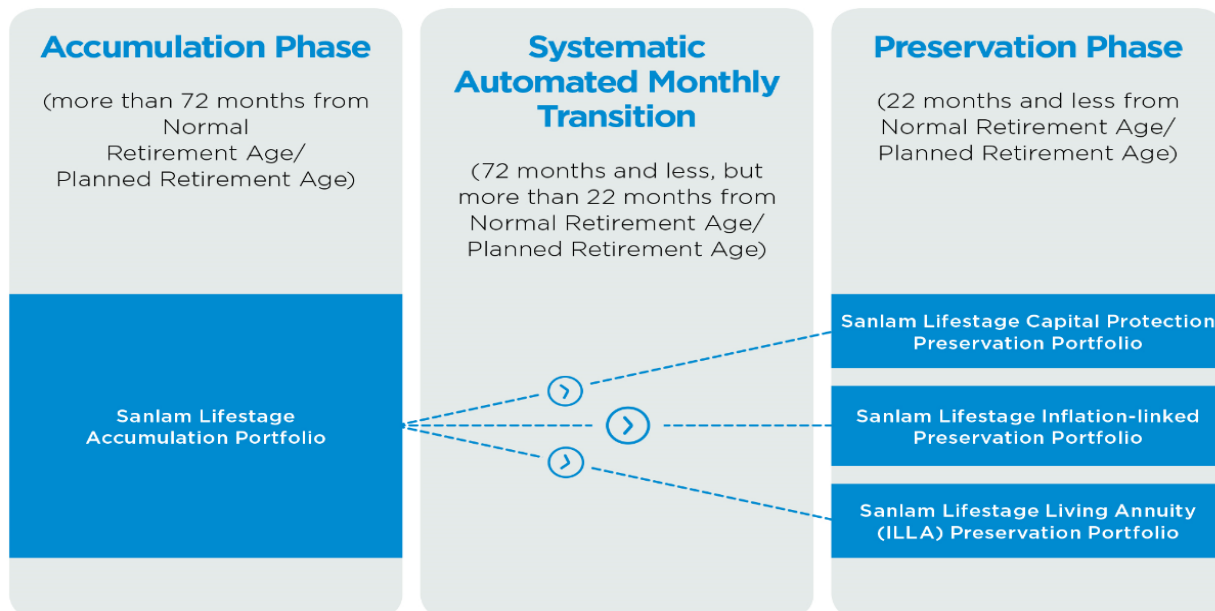 Accumulation Phase
(more than 72 months from
Normal
Retirement Age/
Planned Retirement Age)
Sanlam Lifestage
Accumulation Portfolio
Systematic
Automated Monthly
Transition
(72 months and less, but
more than 22 months from
Normal Retirement Age/
Planned Retirement Age)
Preservation Phase
(22 months and less from
Normal Retirement Age/
Planned Retirement Age)
Sanlam Lifestage Capital Protection
Preservation Portfolio
Sanlam Lifestage Inflation-linked
Preservation Portfolio
Sanlam Lifestage Living Annuity
(ILLA) Preservation Portfolio